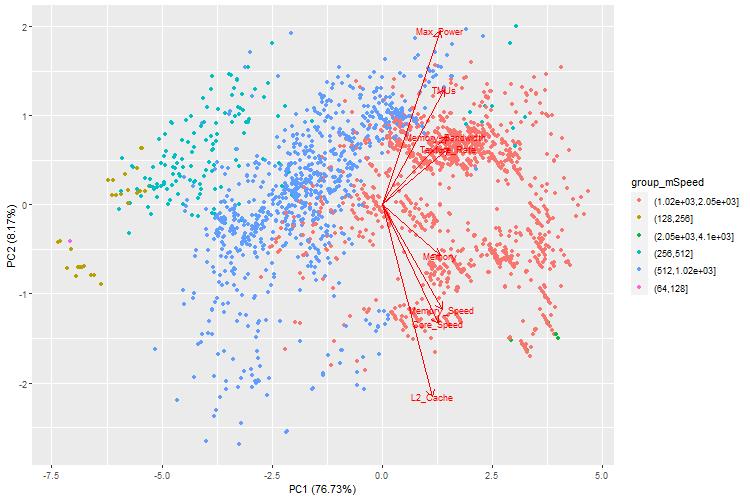 2
1
0
-1
-2
-7.5
-5.0
-2.5
0.0
2.5
5.0
PC1 (76.73%)
PC2 (8.17%)
Max_Power
TMUs
Memory_Bandwidth
Texture_Rate
Memory
Memory_Speed
Core_Speed
L2_Cache
group_mSpeed
(1.02e+03,2.05e+03]
(128,256]
(2.05e+03,4.1e+03]
(256,512]
(512,1.02e+03]
(64,128]